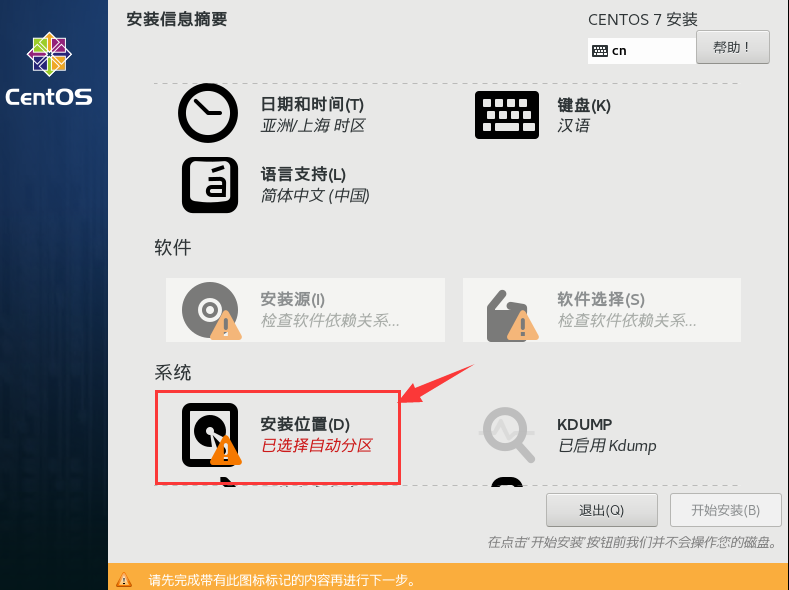 安装信息摘要
CENTOS 7 安装
cn
帮助！
CentOS
日期和时间(T)
亚洲/上海 时区
键盘(K)
汉语
语言支持(L)
简体中文 (中国)
软件
安装源(I)
检查软件依赖关系...
软件选择(S)
检查软件依赖关系...
系统
安装位置(D)
已选择自动分区
KDUMP
已启用 Kdump
退出(Q)
开始安装(B)
在点击'开始安装'按钮前我们并不会操作您的磁盘。
请先完成带有此图标标记的内容再进行下一步。